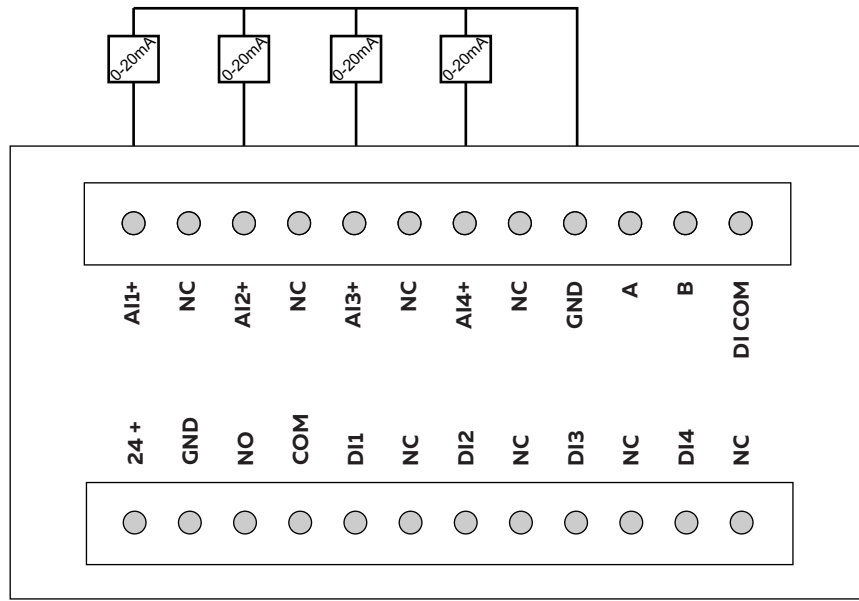 0-20mA 0-20mA 0-20mA 0-20mA
AI1+ NC AI2+ NC AI3+ NC AI4+ NC GND A B DI COM
24 + GND NO COM DI1 NC DI2 NC DI3 NC DI4 NC